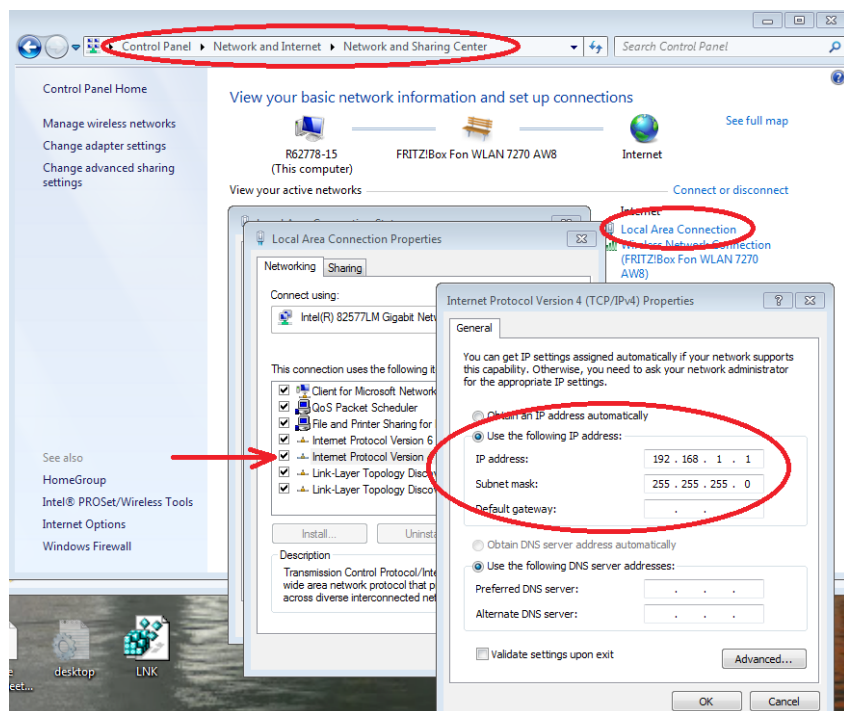 Control Panel Network and Internet Network and Sharing Center
Search Control Panel
Control Panel Home
Manage wireless networks
Change adapter settings
Change advanced sharing
settings
See also
HomeGroup
Intel® PROSet/Wireless Tools
Internet Options
Windows Firewall
View your basic network information and set up connections
See full map
R62778-15
(This computer)
FRITZ!Box Fon WLAN 7270 AW8
Internet
View your active networks
Connect or disconnect
Internet
Local Area Connection
Wireless Network Connection
(FRITZ!Box Fon WLAN 7270
AW8)
Local Area Connection Properties
Networking
Sharing
Connect using:
Intel(R) 82577LM Gigabit Netw
This connection uses the following it
Client for Microsoft Network
QoS Packet Scheduler
File and Printer Sharing for
Internet Protocol Version 6
Internet Protocol Version
Link-Layer Topology Disco
Link-Layer Topology Disco
Install...
Uninsta
Description
Transmission Control Protocol/Inte
wide area network protocol that p
across diverse interconnected net
Internet Protocol Version 4 (TCP/IPv4) Properties
General
You can get IP settings assigned automatically if your network supports
this capability. Otherwise, you need to ask your network administrator
for the appropriate IP settings.
Obtain an IP address automatically
Use the following IP address:
IP address: 192 . 168 . 1 . 1
Subnet mask: 255 . 255 . 255 . 0
Default gateway: . . .
Obtain DNS server address automatically
Use the following DNS server addresses:
Preferred DNS server: . . .
Alternate DNS server: . . .
Validate settings upon exit
Advanced...
OK
Cancel
desktop
LNK
eet...